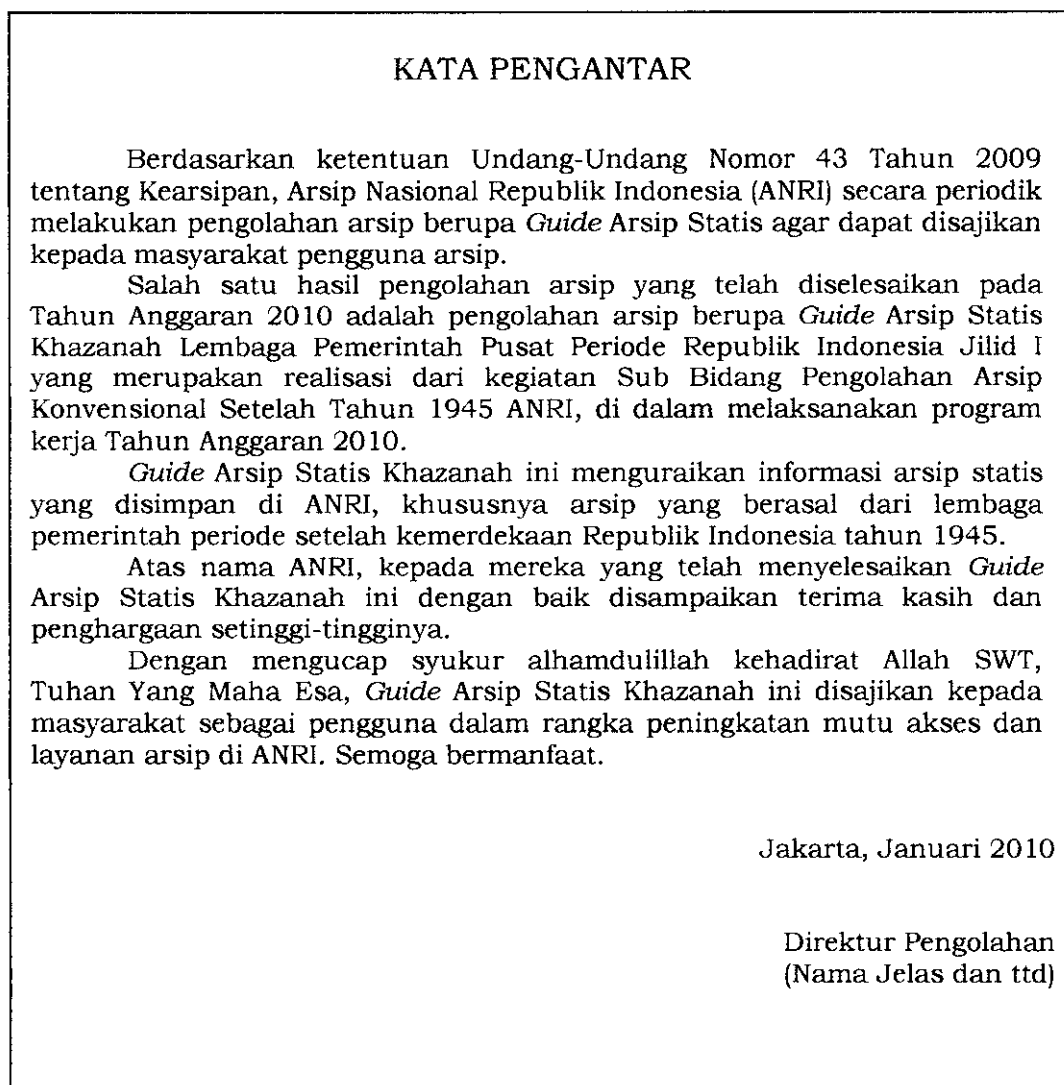 KATA PENGANTAR
Berdasarkan ketentuan Undang-Undang Nomor 43 Tahun 2009
tentang Kearsipan, Arsip Nasional Republik Indonesia (ANRI) secara periodik
melakukan pengolahan arsip berupa Guide Arsip Statis agar dapat disajikan
kepada masyarakat pengguna arsip.
Salah satu hasil pengolahan arsip yang telah diselesaikan pada
Tahun Anggaran 2010 adalah pengolahan arsip berupa Guide Arsip Statis
Khazanah Lembaga Pemerintah Pusat Periode Republik Indonesia Jilid I
yang merupakan realisasi dari kegiatan Sub Bidang Pengolahan Arsip
Konvensional Setelah Tahun 1945 ANRI, di dalam melaksanakan program
kerja Tahun Anggaran 2010.
Guide Arsip Statis Khazanah ini menguraikan informasi arsip statis
yang disimpan di ANRI, khususnya arsip yang berasal dari lembaga
pemerintah periode setelah kemerdekaan Republik Indonesia tahun 1945.
Atas nama ANRI, kepada mereka yang telah menyelesaikan Guide
Arsip Statis Khazanah ini dengan baik disampaikan terima kasih dan
penghargaan setinggi-tingginya.
Dengan mengucap syukur alhamdulillah kehadirat Allah SWT,
Tuhan Yang Maha Esa, Guide Arsip Statis Khazanah ini disajikan kepada
masyarakat sebagai pengguna dalam rangka peningkatan mutu akses dan
layanan arsip di ANRI. Semoga bermanfaat.
Jakarta, Januari 2010
Direktur Pengolahan
(Nama Jelas dan ttd)